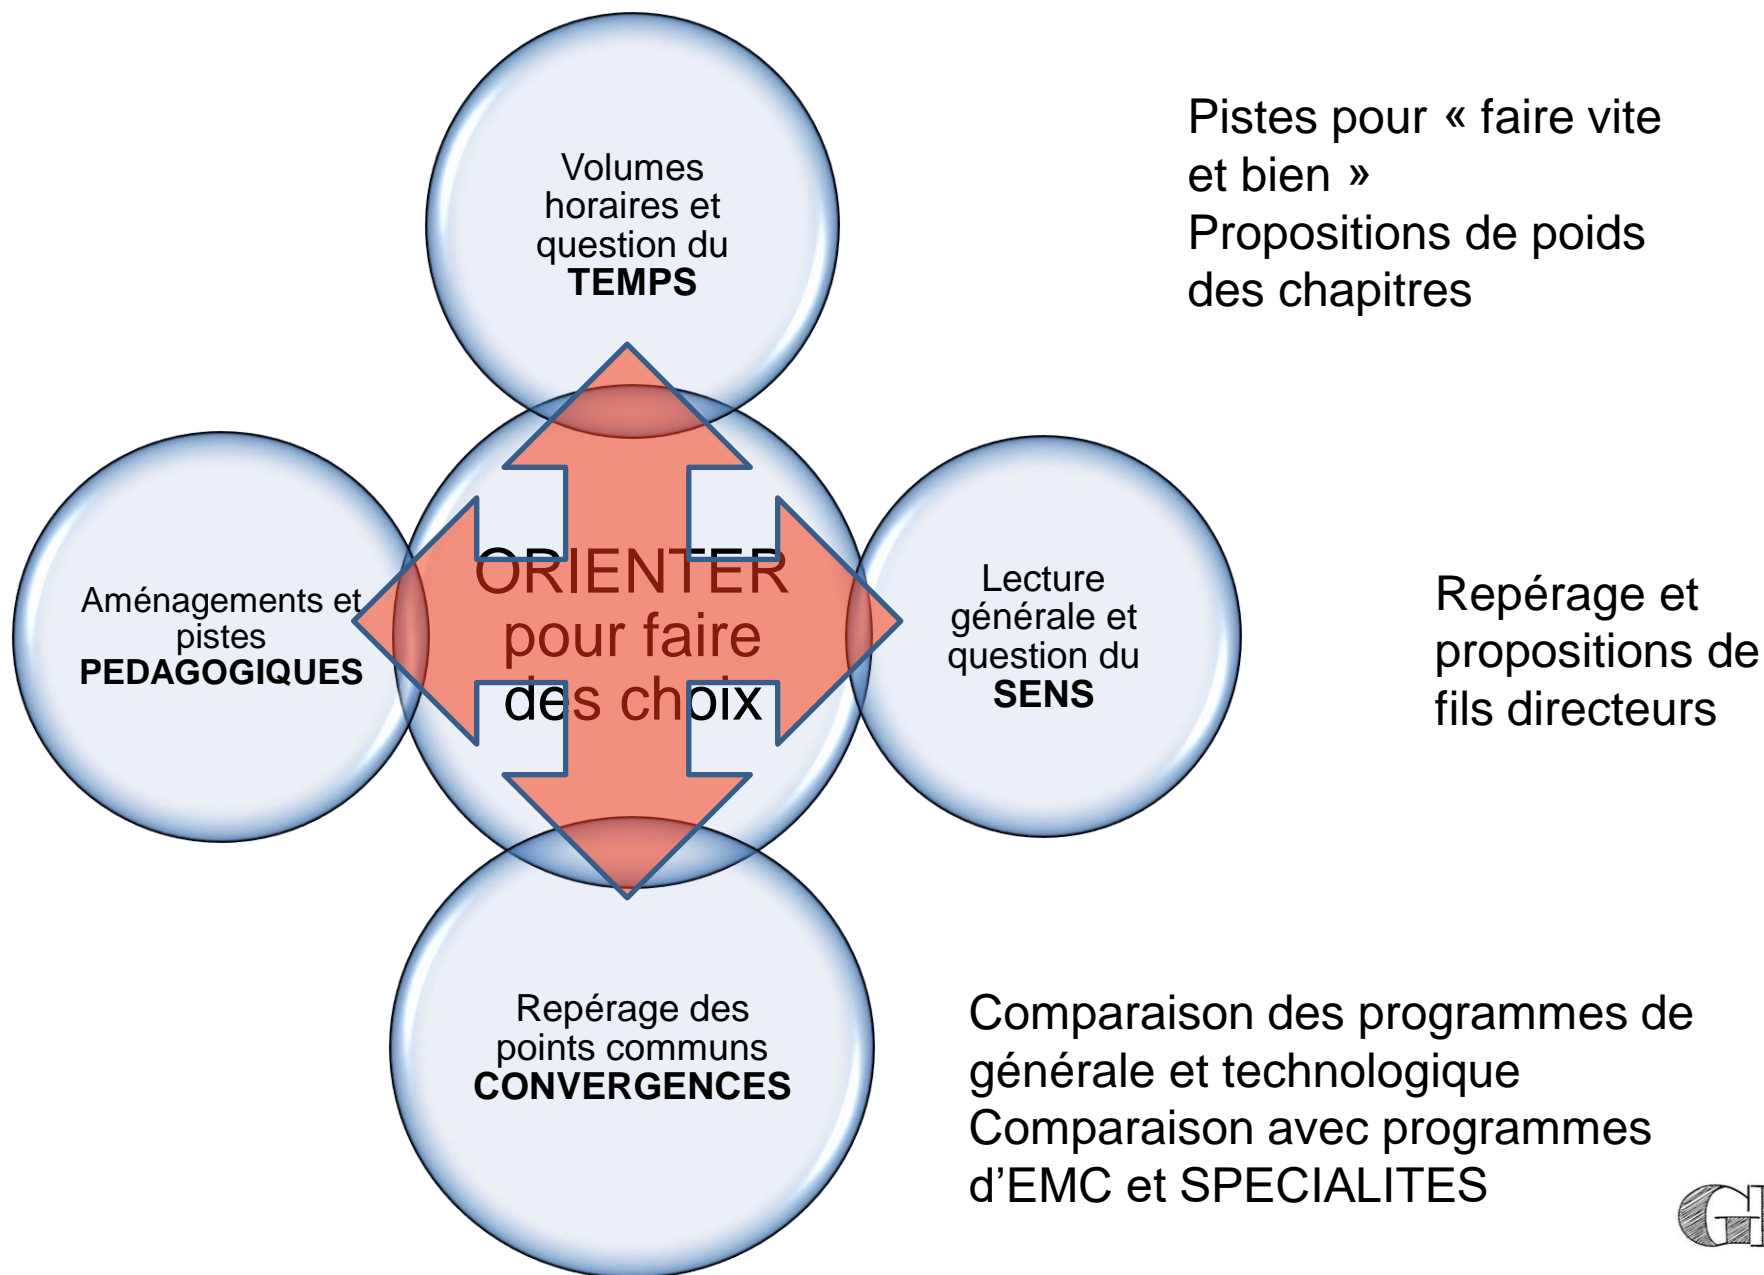 Volumes
horaires et
question du
TEMPS
Pistes pour « faire vite
et bien »
Propositions de poids
des chapitres
Aménagements et
pistes
PEDAGOGIQUES
ORIENTER
pour faire
des choix
Lecture
générale et
question du
SENS
Repérage et
propositions de
fils directeurs
Repérage des
points communs
CONVERGENCES
Comparaison des programmes de
générale et technologique
Comparaison avec programmes
d’EMC et SPECIALITES